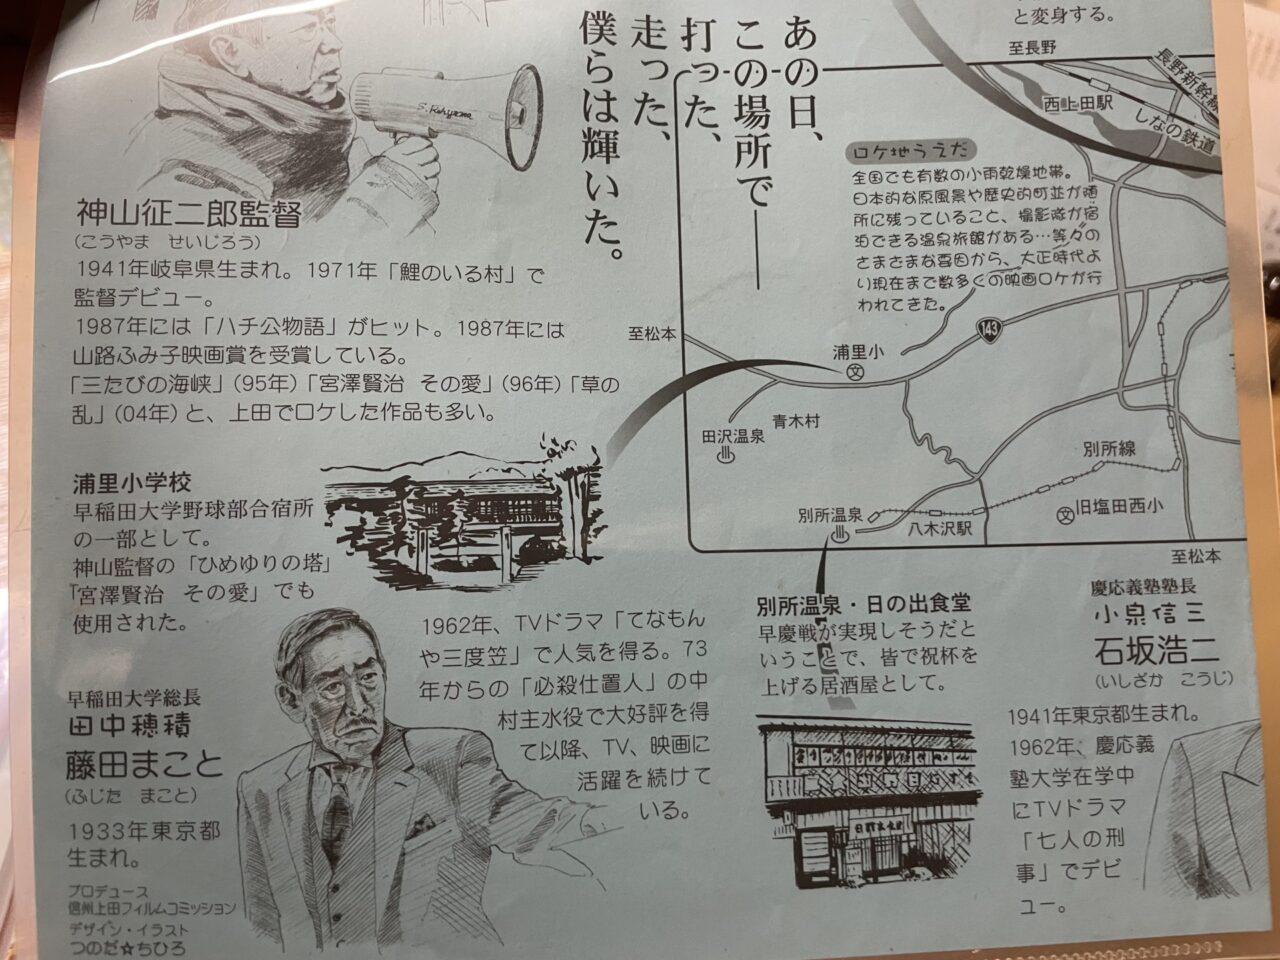 と変身する。
あの日、
この場所で――
打った、
走った、
僕らは輝いた。
S. Kohyama
神山征二郎監督
(こうやま　せいじろう)
1941年岐阜県生まれ。1971年「鯉のいる村」で
監督デビュー。
1987年には「ハチ公物語」がヒット。1987年には
山路ふみ子映画賞を受賞している。
「三たびの海峡」(95年)「宮澤賢治　その愛」(96年)「草の
乱」(04年)と、上田でロケした作品も多い。
至長野
長野新幹線
西上田駅
しなの鉄道
ロケ地うえだ
全国でも有数の小雨乾燥地帯。
日本的な原風景や歴史的町並が随
所に残っていること、撮影隊が宿
泊できる温泉旅館がある…等々の
さまざまな要因から、大正時代よ
り現在まで数多くの映画ロケが行
われてきた。
至松本
143
浦里小
文
青木村
田沢温泉
別所線
別所温泉
八木沢駅
文
旧塩田西小
至松本
浦里小学校
早稲田大学野球部合宿所
の一部として。
神山監督の「ひめゆりの塔」
「宮澤賢治　その愛」でも
使用された。
早稲田大学総長
田中穂積
藤田まこと
(ふじた　まこと)
1933年東京都
生まれ。
1962年、TVドラマ「てなもん
や三度笠」で人気を得る。73
年からの「必殺仕置人」の中
村主水役で大好評を得
て以降、TV、映画に
活躍を続けて
いる。
別所温泉・日の出食堂
早慶戦が実現しそうだと
いうことで、皆で祝杯を
上げる居酒屋として。
慶応義塾塾長
小泉信三
石坂浩二
(いしざか　こうじ)
1941年東京都生まれ。
1962年、慶応義
塾大学在学中
にTVドラマ
「七人の刑
事」でデビ
ュー。
プロデュース
信州上田フィルムコミッション
デザイン・イラスト
つのだ☆ちひろ